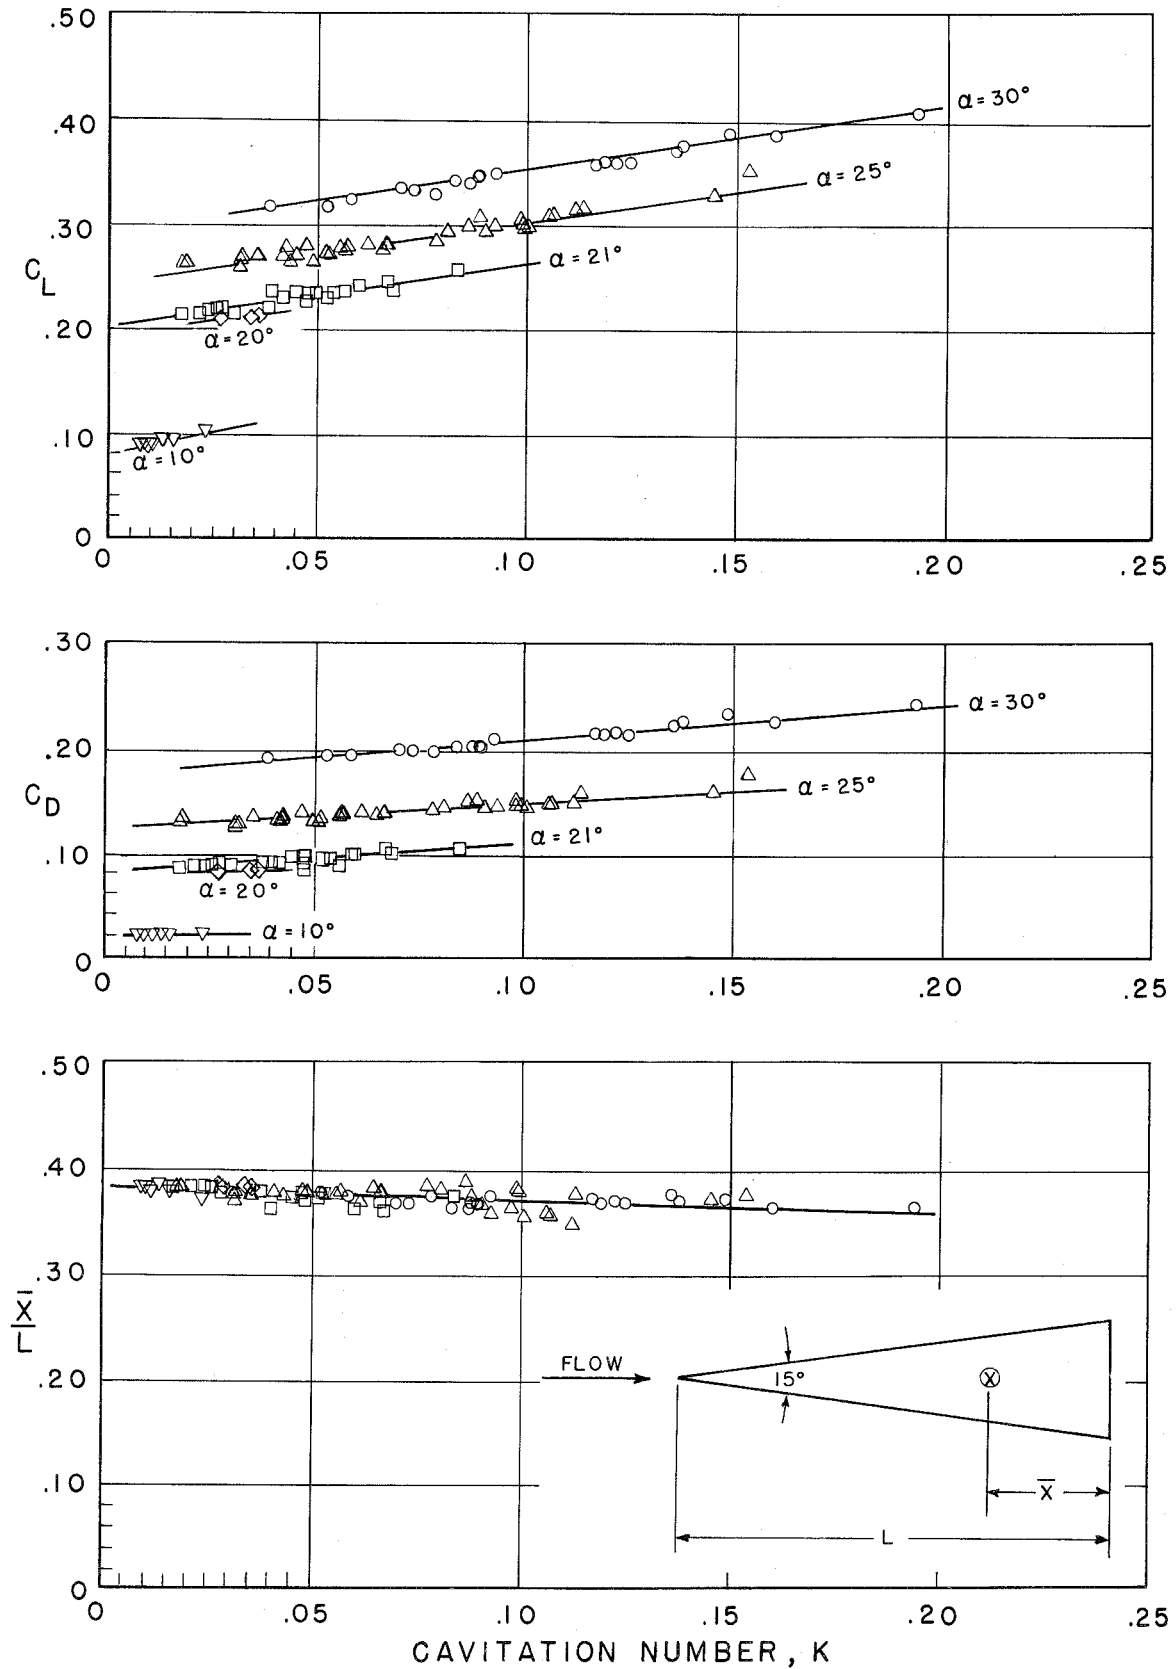 .50
.40
.30
C_L
.20
.10
0
α = 30°
α = 25°
α = 21°
α = 20°
α = 10°
0 .05 .10 .15 .20 .25
.30
.20
C_D
.10
0
α = 30°
α = 25°
α = 21°
α = 20°
α = 10°
0 .05 .10 .15 .20 .25
.50
.40
.30
X̄/L
.20
.10
0
FLOW
15°
X
X̄
L
0 .05 .10 .15 .20 .25
CAVITATION NUMBER, K